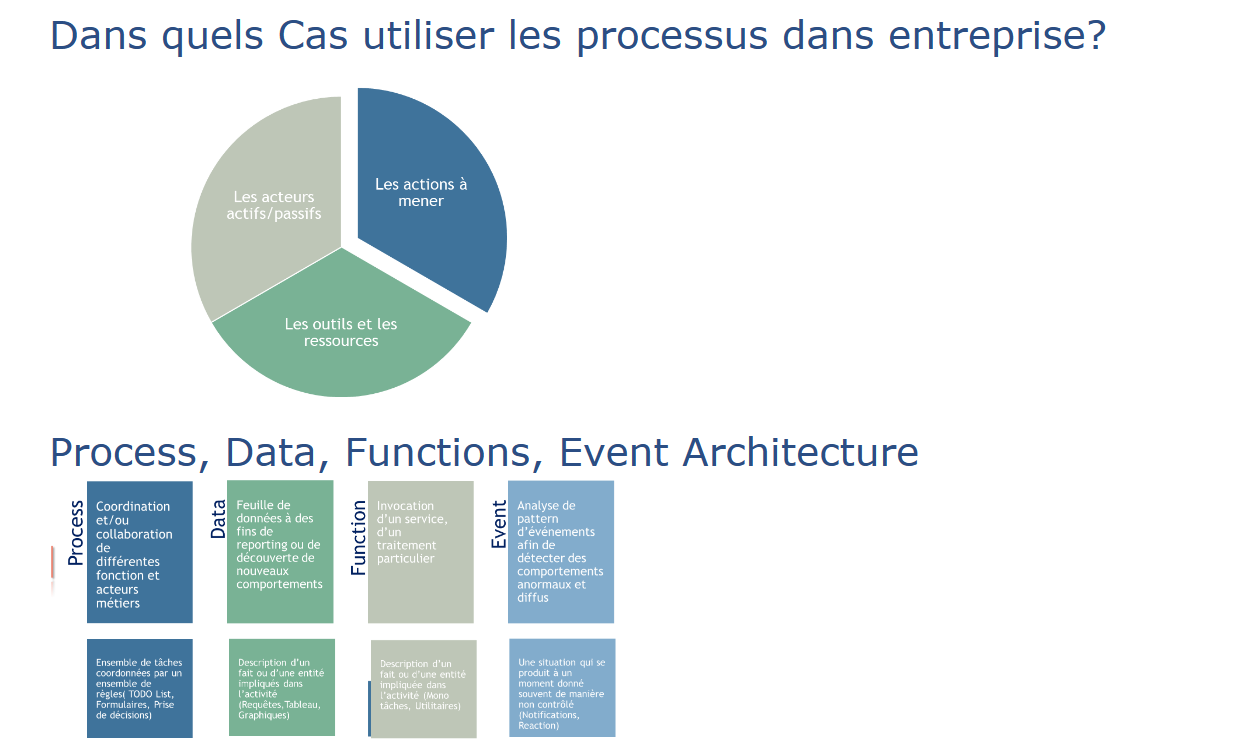 Dans quels Cas utiliser les processus dans entreprise?
Les acteurs
actifs/passifs
Les actions à
mener
Les outils et les
ressources
Process, Data, Functions, Event Architecture
Process
Coordination
et/ou
collaboration
de
différentes
fonction et
acteurs
métiers
Data
Feuille de
données à des
fins de
reporting ou de
découverte de
nouveaux
comportements
Function
Invocation
d'un service,
d'un
traitement
particulier
Event
Analyse de
pattern
d'événements
afin de
détecter des
comportements
anormaux et
diffus
Ensemble de tâches
coordonnées par un
ensemble de
règles( TODO List,
Formulaires, Prise
de décisions)
Description d'un
fait ou d'une entité
impliqués dans
l'activité
(Requêtes,Tableau,
Graphiques)
Description d'un
fait ou d'une entité
impliquée dans
l'activité (Mono
tâches, Utilitaires)
Une situation qui se
produit à un
moment donné
souvent de manière
non contrôlé
(Notifications,
Reaction)